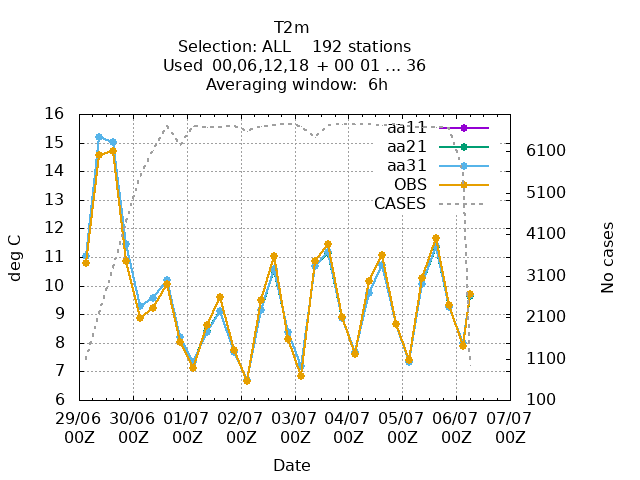 T2m
Selection: ALL    192 stations
Used  00,06,12,18  + 00 01 ... 36
Averaging window:  6h
aa11
aa21
aa31
OBS
CASES
deg C
16
15
14
13
12
11
10
9
8
7
6
No cases
6100
5100
4100
3100
2100
1100
100
29/06 30/06 01/07 02/07 03/07 04/07 05/07 06/07 07/07
00Z 00Z 00Z 00Z 00Z 00Z 00Z 00Z 00Z
Date